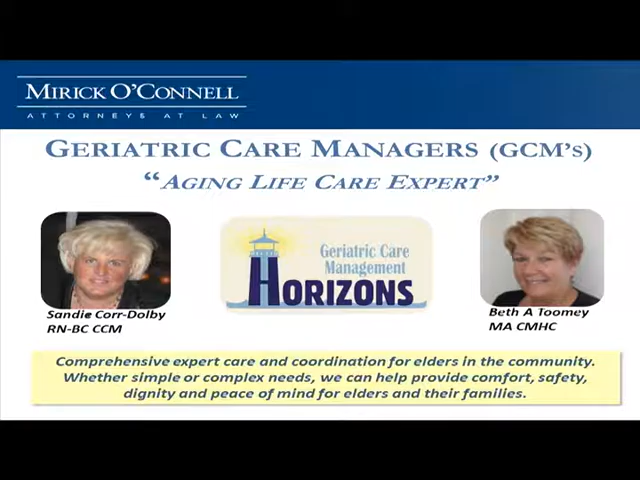 MIRICK O'CONNELL
ATTORNEYS AT LAW
GERIATRIC CARE MANAGERS (GCM'S)
"AGING LIFE CARE EXPERT"
Geriatric Care
Management
HORIZONS
Sandie Corr-Dolby
RN-BC CCM
Beth A Toomey
MA CMHC
Comprehensive expert care and coordination for elders in the community.
Whether simple or complex needs, we can help provide comfort, safety,
dignity and peace of mind for elders and their families.